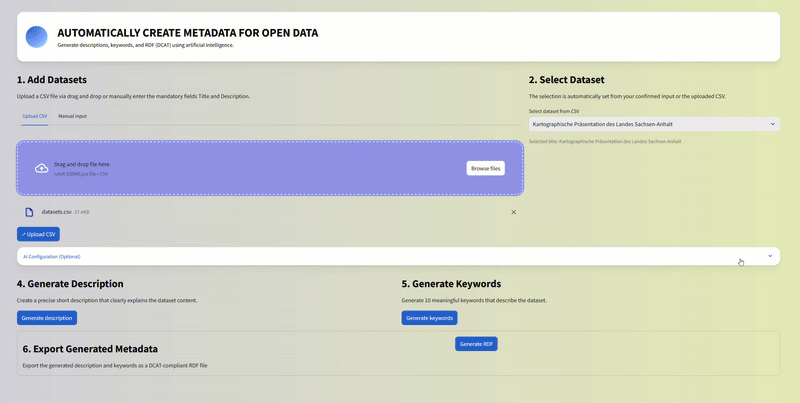 AUTOMATICALLY CREATE METADATA FOR OPEN DATA
Generate descriptions, keywords, and RDF (DCAT) using artificial intelligence.
1. Add Datasets
Upload a CSV file via drag and drop or manually enter the mandatory fields Title and Description.
Upload CSV
Manual Input
Drag and drop file here
Limit 200MB per file • CSV
Browse files
datasets.csv 57.4KB
↗ Upload CSV
2. Select Dataset
The selection is automatically set from your confirmed input or the uploaded CSV.
Select dataset from CSV
Kartographische Präsentation des Landes Sachsen-Anhalt
Selected title: Kartographische Präsentation des Landes Sachsen-Anhalt
AI Configuration (Optional)
4. Generate Description
Create a precise short description that clearly explains the dataset content.
Generate description
5. Generate Keywords
Generate 10 meaningful keywords that describe the dataset.
Generate keywords
6. Export Generated Metadata
Export the generated description and keywords as a DCAT-compliant RDF file
Generate RDF